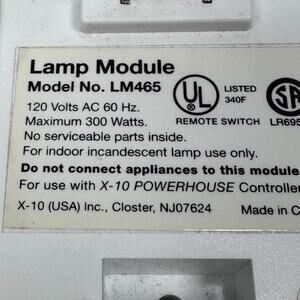 Lamp Module
Model No. LM465
120 Volts AC 60 Hz.
Maximum 300 Watts.
UL
LISTED
340F
REMOTE SWITCH
SA
LR695
No serviceable parts inside.
For indoor incandescent lamp use only.
Do not connect appliances to this module
For use with X-10 POWERHOUSE Controller
X-10 (USA) Inc., Closter, NJ07624
Made in C